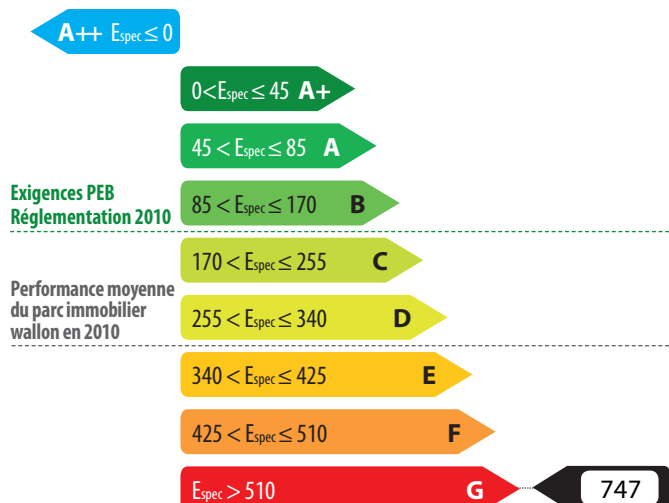 A++ Espec ≤ 0
0<Espec ≤ 45 A+
45 < Espec ≤ 85 A
Exigences PEB
Réglementation 2010
85 < Espec ≤ 170 B
170 < Espec ≤ 255 C
Performance moyenne
du parc immobilier
wallon en 2010
255 < Espec ≤ 340 D
340 < Espec ≤ 425 E
425 < Espec ≤ 510 F
Espec > 510 G 747